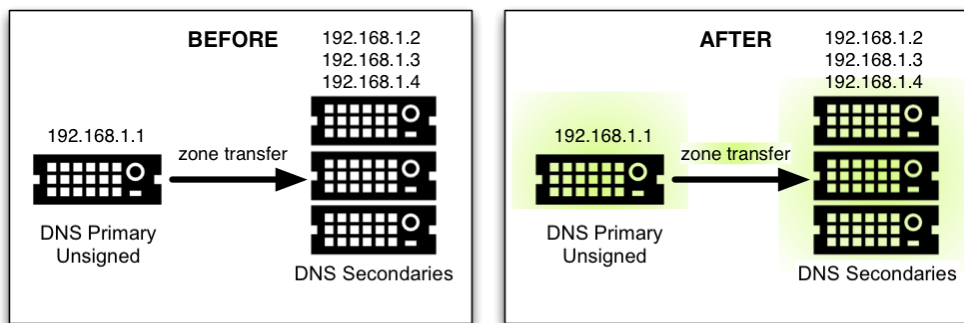 BEFORE
192.168.1.2
192.168.1.3
192.168.1.4
192.168.1.1
zone transfer
DNS Primary
Unsigned
DNS Secondaries
AFTER
192.168.1.2
192.168.1.3
192.168.1.4
192.168.1.1
zone transfer
DNS Primary
Unsigned
DNS Secondaries